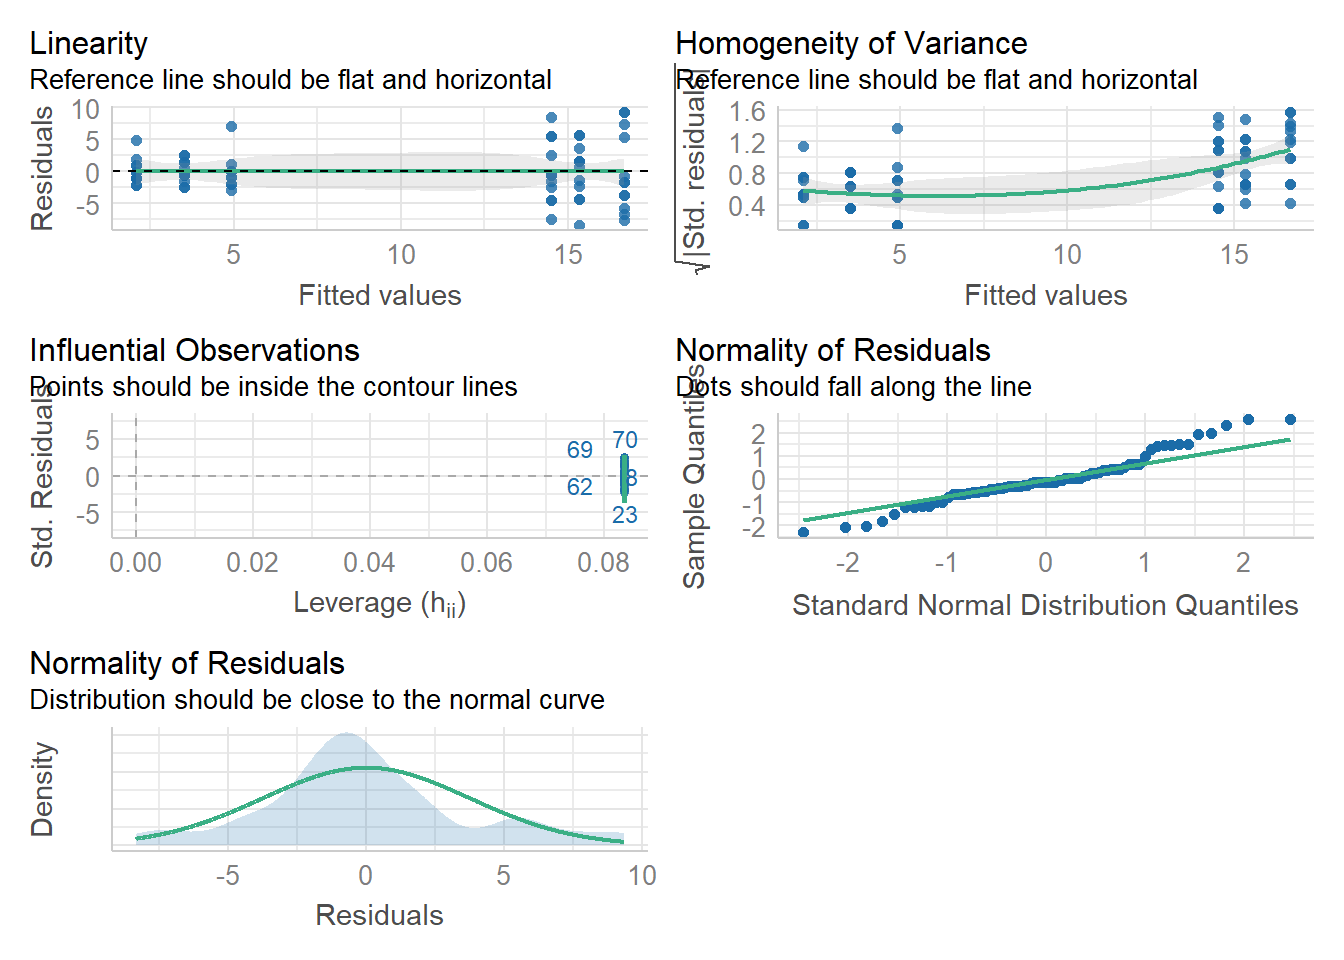 Linearity
Reference line should be flat and horizontal
10
5
0
-5
Residuals
5 10 15
Fitted values
Homogeneity of Variance
Reference line should be flat and horizontal
1.6
1.2
0.8
0.4
√|Std. residuals|
5 10 15
Fitted values
Influential Observations
Points should be inside the contour lines
5
0
-5
Std. Residuals
69
70
62
8
23
0.00 0.02 0.04 0.06 0.08
Leverage (hii)
Normality of Residuals
Dots should fall along the line
2
1
0
-1
-2
Sample Quantiles
-2 -1 0 1 2
Standard Normal Distribution Quantiles
Normality of Residuals
Distribution should be close to the normal curve
Density
-5 0 5 10
Residuals